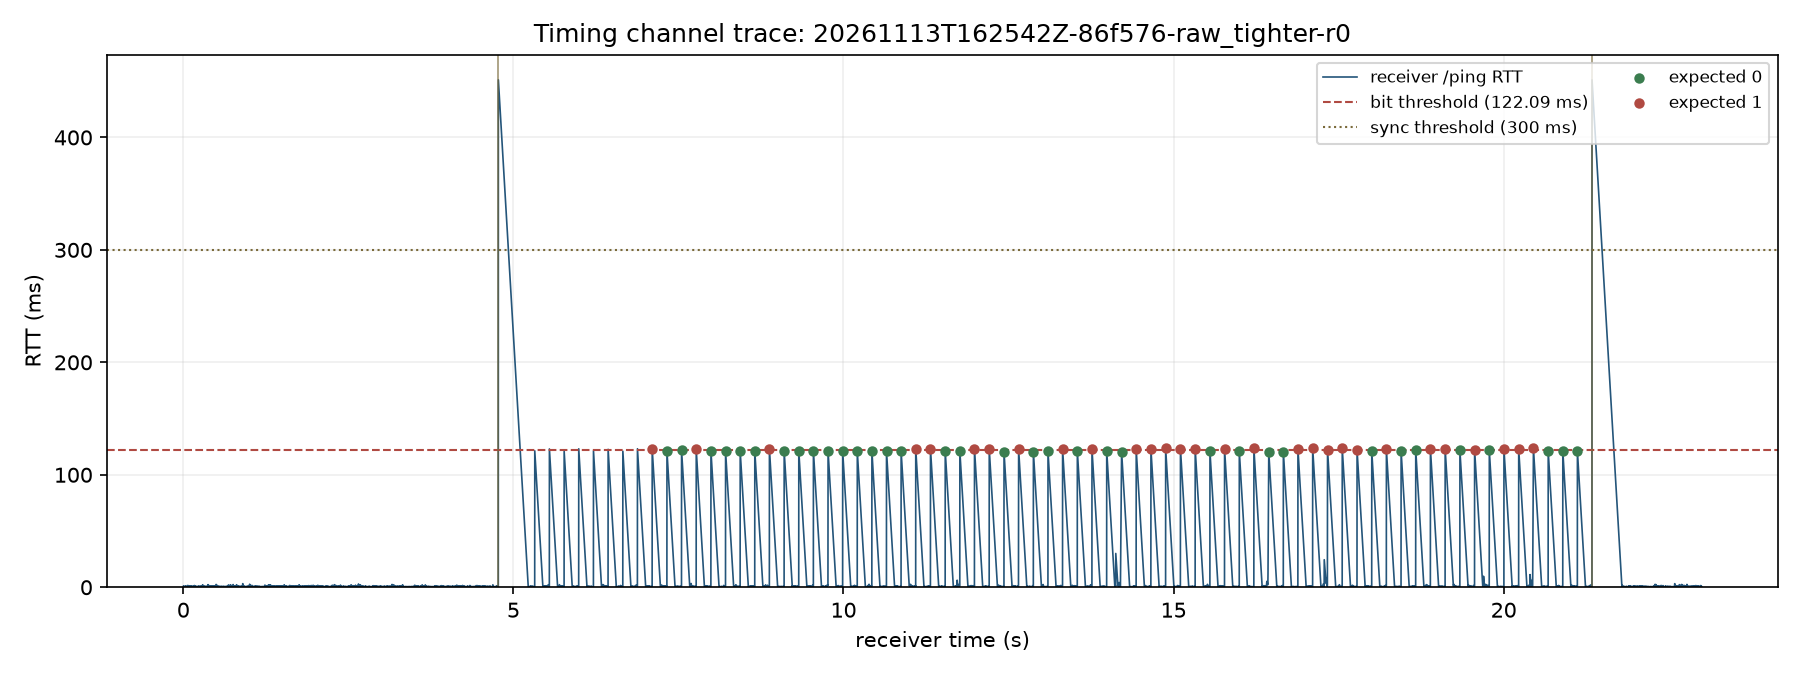 Timing channel trace: 20261113T162542Z-86f576-raw_tighter-r0
receiver /ping RTT
bit threshold (122.09 ms)
sync threshold (300 ms)
expected 0
expected 1
RTT (ms)
400
300
200
100
0
0
5
10
15
20
receiver time (s)